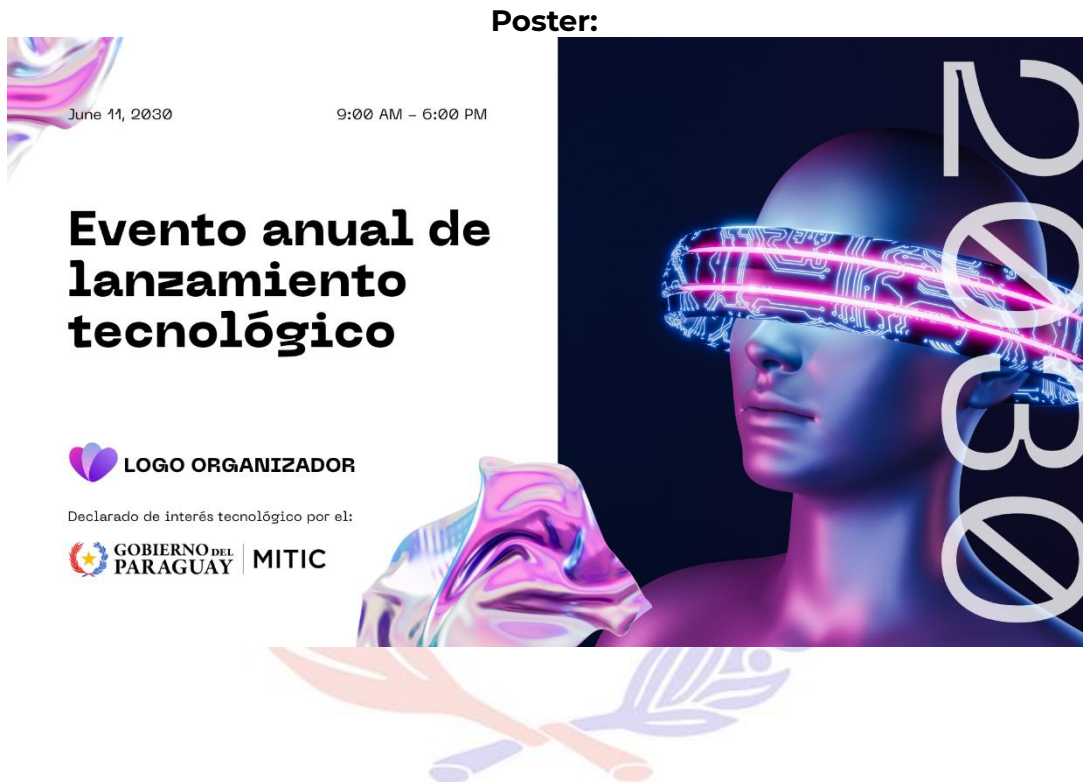 Poster:
June 11, 2030
9:00 AM – 6:00 PM
Evento anual de
lanzamiento
tecnológico
LOGO ORGANIZADOR
Declarado de interés tecnológico por el:
GOBIERNO DEL
PARAGUAY
MITIC
2030